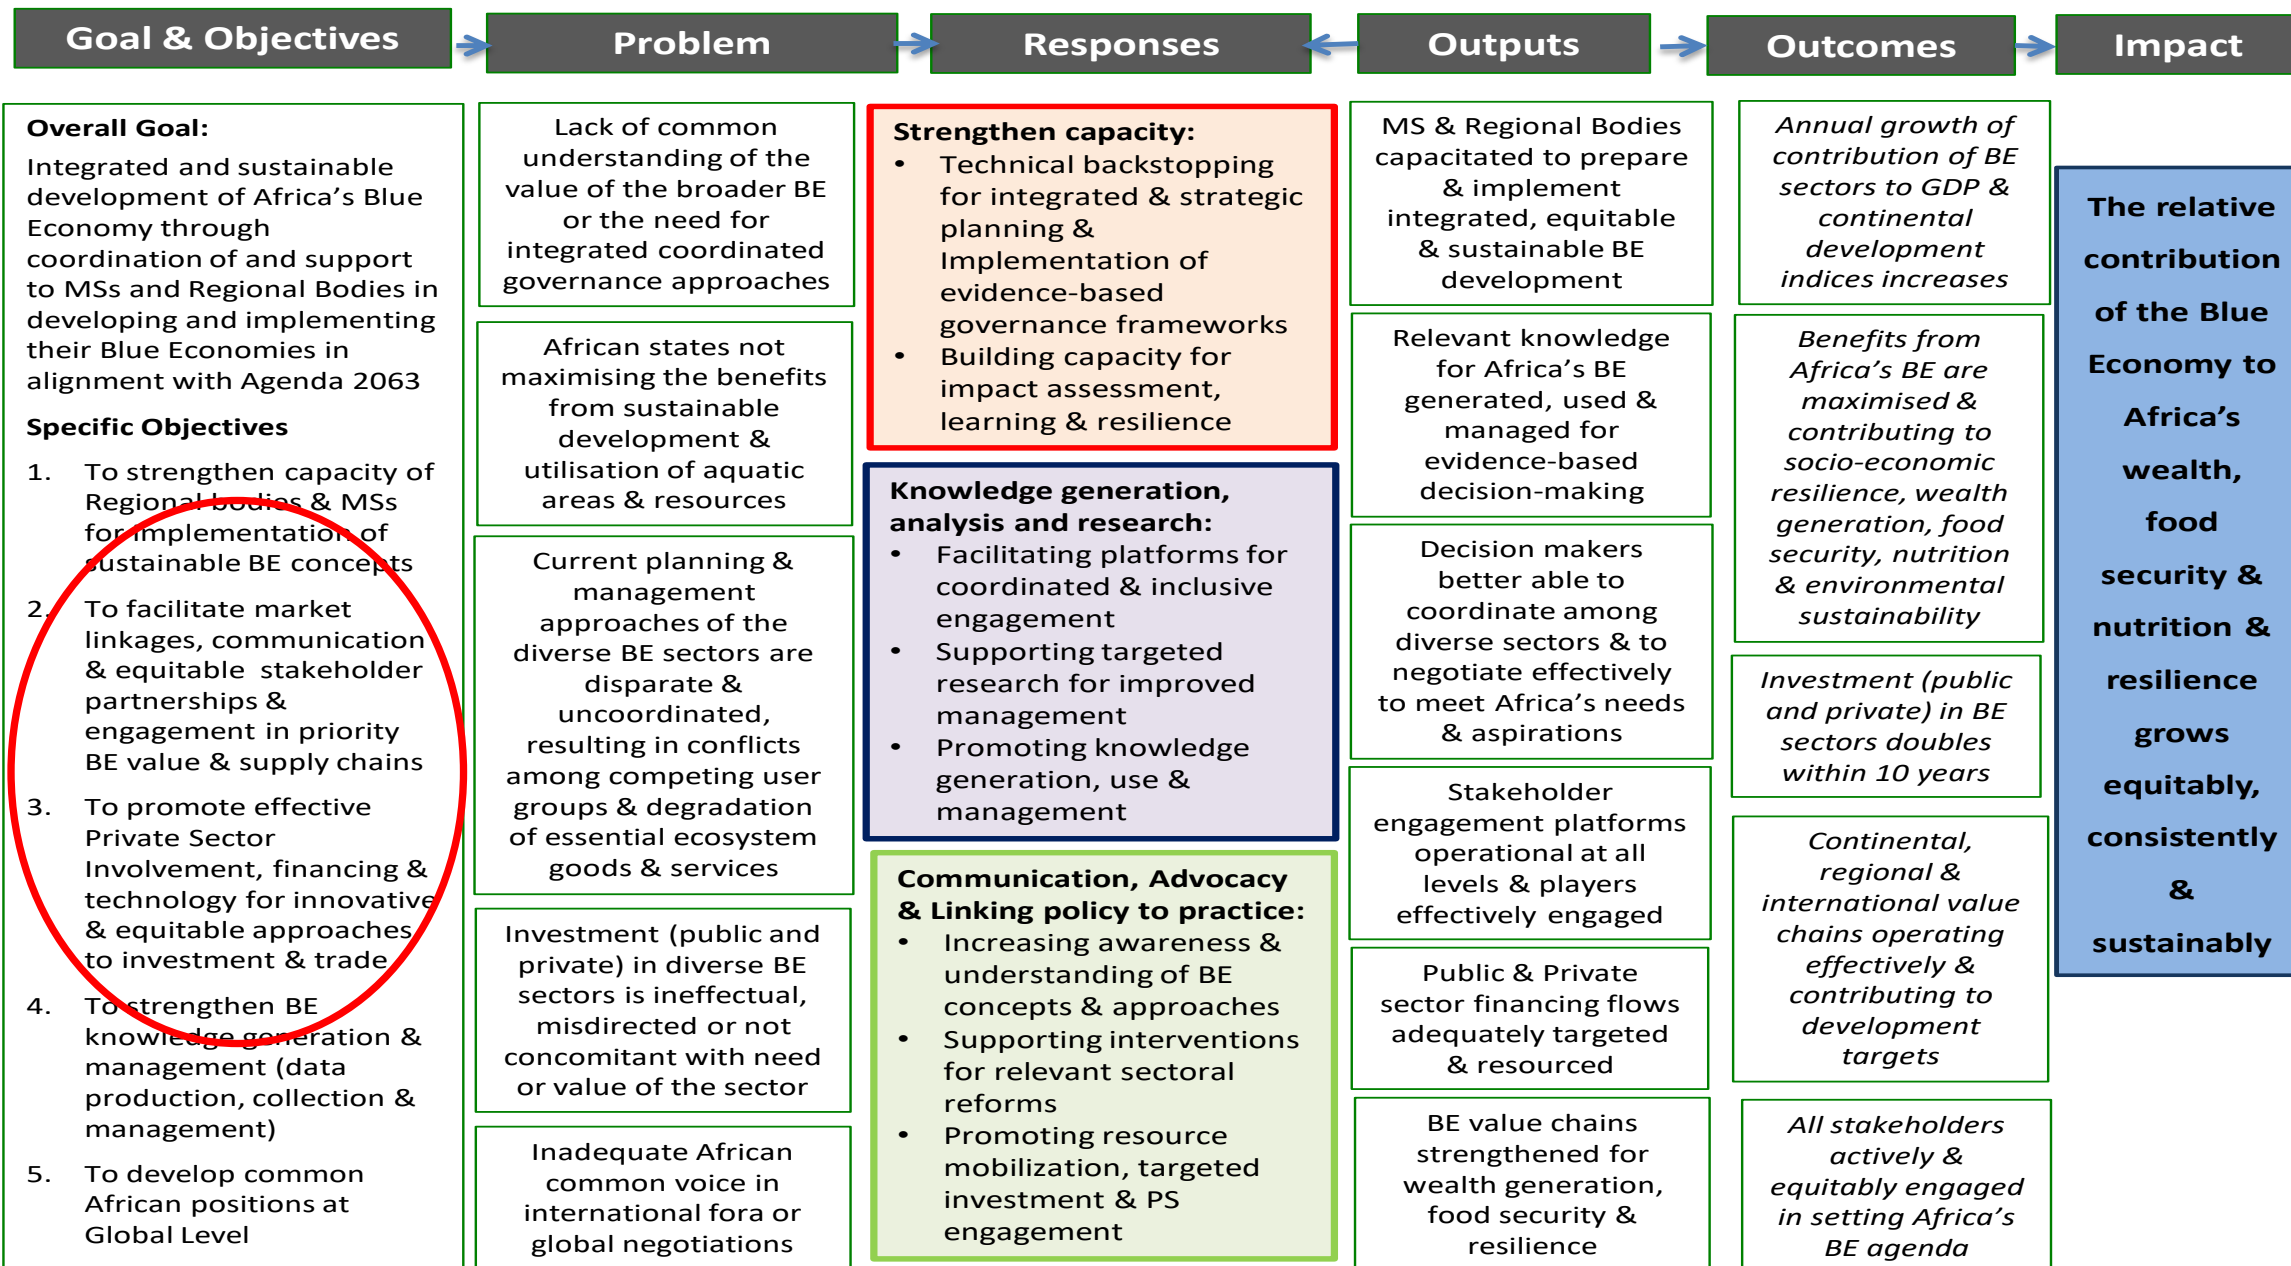 Goal & Objectives
Problem
Responses
Outputs
Outcomes
Impact
Overall Goal:
Integrated and sustainable
development of Africa’s Blue
Economy through
coordination of and support
to MSs and Regional Bodies in
developing and implementing
their Blue Economies in
alignment with Agenda 2063
Specific Objectives
1. To strengthen capacity of
Regional bodies & MSs
for implementation of
sustainable BE concepts
2. To facilitate market
linkages, communication
& equitable stakeholder
partnerships &
engagement in priority
BE value & supply chains
3. To promote effective
Private Sector
Involvement, financing &
technology for innovative
& equitable approaches
to investment & trade
4. To strengthen BE
knowledge generation &
management (data
production, collection &
management)
5. To develop common
African positions at
Global Level
Lack of common
understanding of the
value of the broader BE
or the need for
integrated coordinated
governance approaches
African states not
maximising the benefits
from sustainable
development &
utilisation of aquatic
areas & resources
Current planning &
management
approaches of the
diverse BE sectors are
disparate &
uncoordinated,
resulting in conflicts
among competing user
groups & degradation
of essential ecosystem
goods & services
Investment (public and
private) in diverse BE
sectors is ineffectual,
misdirected or not
concomitant with need
or value of the sector
Inadequate African
common voice in
international fora or
global negotiations
Strengthen capacity:
• Technical backstopping
for integrated & strategic
planning &
Implementation of
evidence-based
governance frameworks
• Building capacity for
impact assessment,
learning & resilience
Knowledge generation,
analysis and research:
• Facilitating platforms for
coordinated & inclusive
engagement
• Supporting targeted
research for improved
management
• Promoting knowledge
generation, use &
management
Communication, Advocacy
& Linking policy to practice:
• Increasing awareness &
understanding of BE
concepts & approaches
• Supporting interventions
for relevant sectoral
reforms
• Promoting resource
mobilization, targeted
investment & PS
engagement
MS & Regional Bodies
capacitated to prepare
& implement
integrated, equitable
& sustainable BE
development
Relevant knowledge
for Africa’s BE
generated, used &
managed for
evidence-based
decision-making
Decision makers
better able to
coordinate among
diverse sectors & to
negotiate effectively
to meet Africa’s needs
& aspirations
Stakeholder
engagement platforms
operational at all
levels & players
effectively engaged
Public & Private
sector financing flows
adequately targeted
& resourced
BE value chains
strengthened for
wealth generation,
food security &
resilience
Annual growth of
contribution of BE
sectors to GDP &
continental
development
indices increases
Benefits from
Africa’s BE are
maximised &
contributing to
socio-economic
resilience, wealth
generation, food
security, nutrition
& environmental
sustainability
Investment (public
and private) in BE
sectors doubles
within 10 years
Continental,
regional &
international value
chains operating
effectively &
contributing to
development
targets
All stakeholders
actively &
equitably engaged
in setting Africa’s
BE agenda
The relative
contribution
of the Blue
Economy to
Africa’s
wealth,
food
security &
nutrition &
resilience
grows
equitably,
consistently
&
sustainably